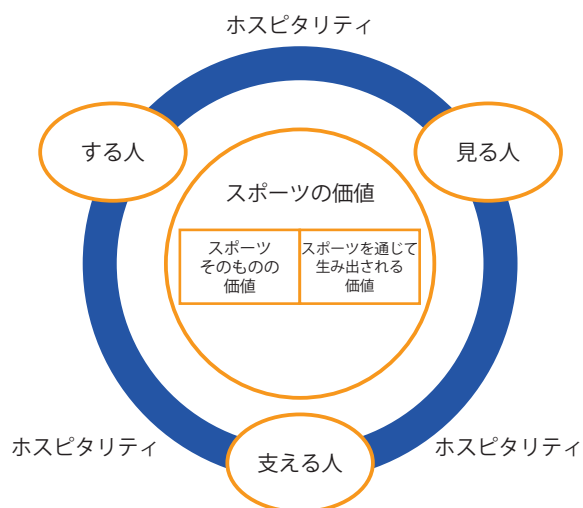 ホスピタリティ
する人
見る人
スポーツの価値
スポーツ
そのものの
価値
スポーツを通じて
生み出される
価値
ホスピタリティ
ホスピタリティ
支える人